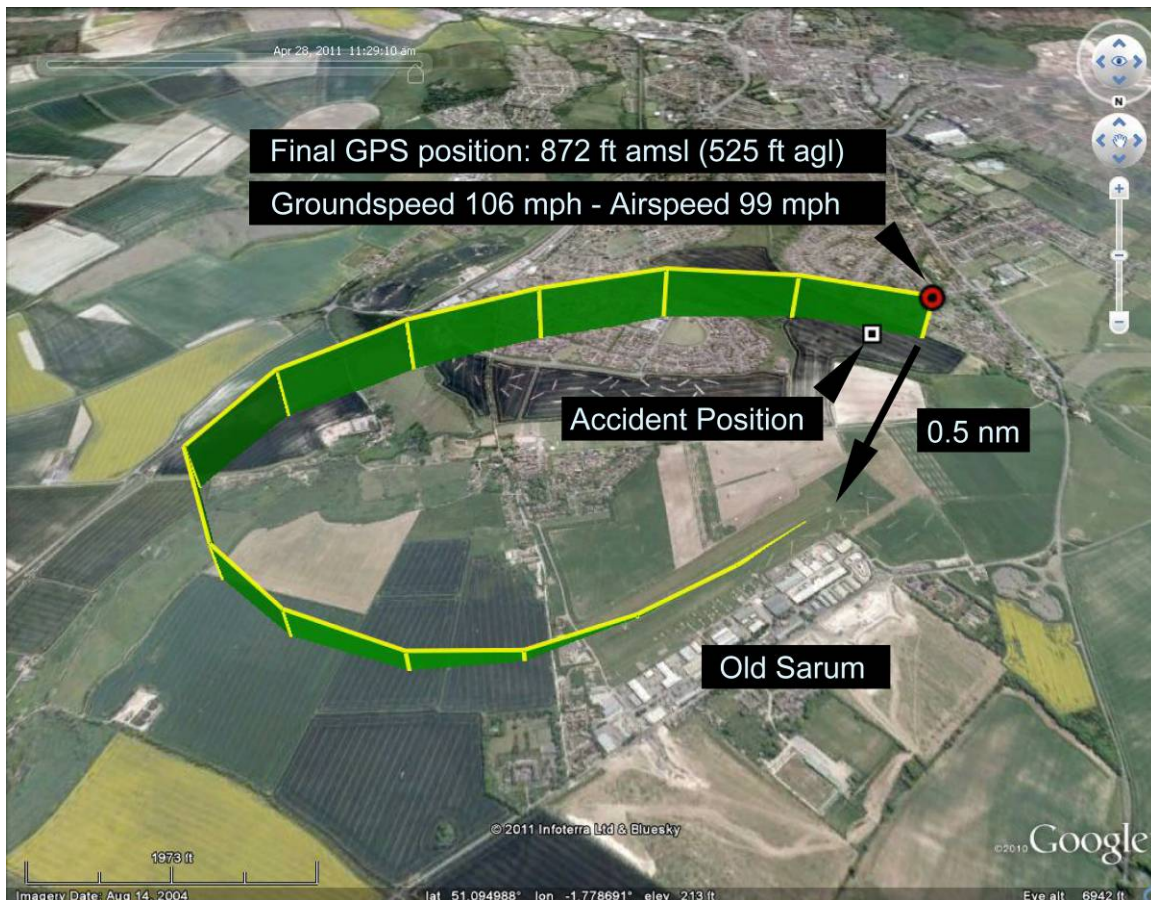 Apr 28, 2011 11:29:10 am
N
Final GPS position: 872 ft amsl (525 ft agl)
Groundspeed 106 mph - Airspeed 99 mph
Accident Position
0.5 nm
Old Sarum
© 2011 Infoterra Ltd & Bluesky
©2010 Google
1973 ft
Imagery Date: Aug 14, 2004 lat 51.094988° lon -1.778691° elev 213 ft Eye alt 6942 ft